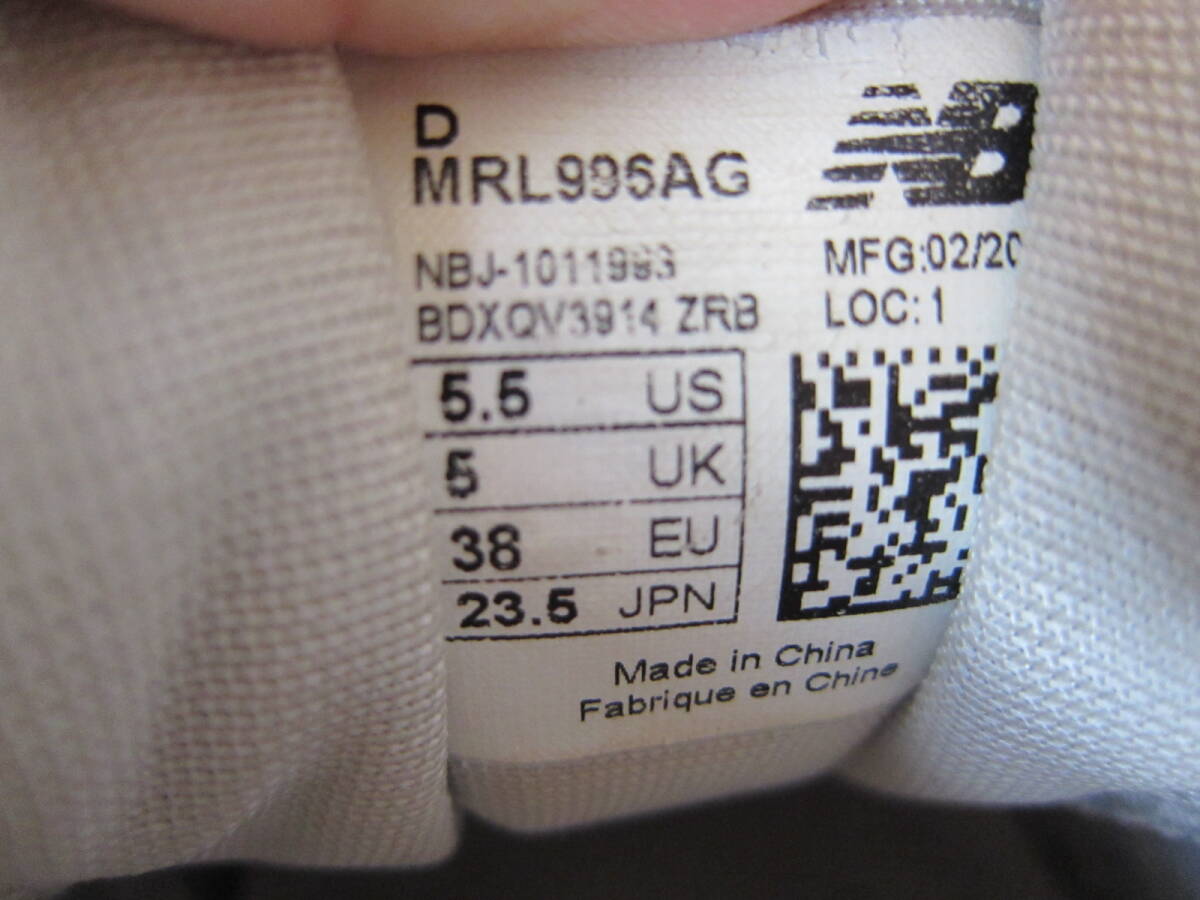 D
MRL996AG
NB
NBJ-1011993
BDXQV3914 ZRB
MFG:02/20
LOC:1
5.5 US
5 UK
38 EU
23.5 JPN
Made in China
Fabrique en Chine